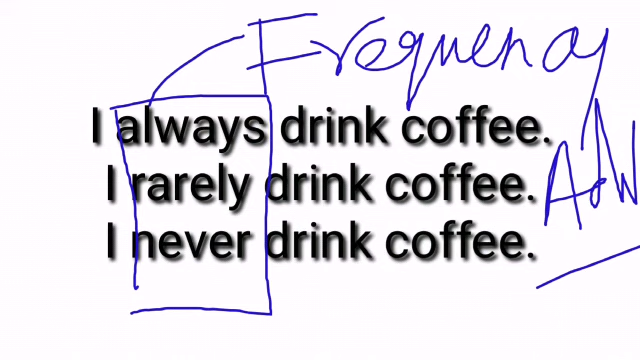 Frequency
I always drink coffee.
I rarely drink coffee.
I never drink coffee.